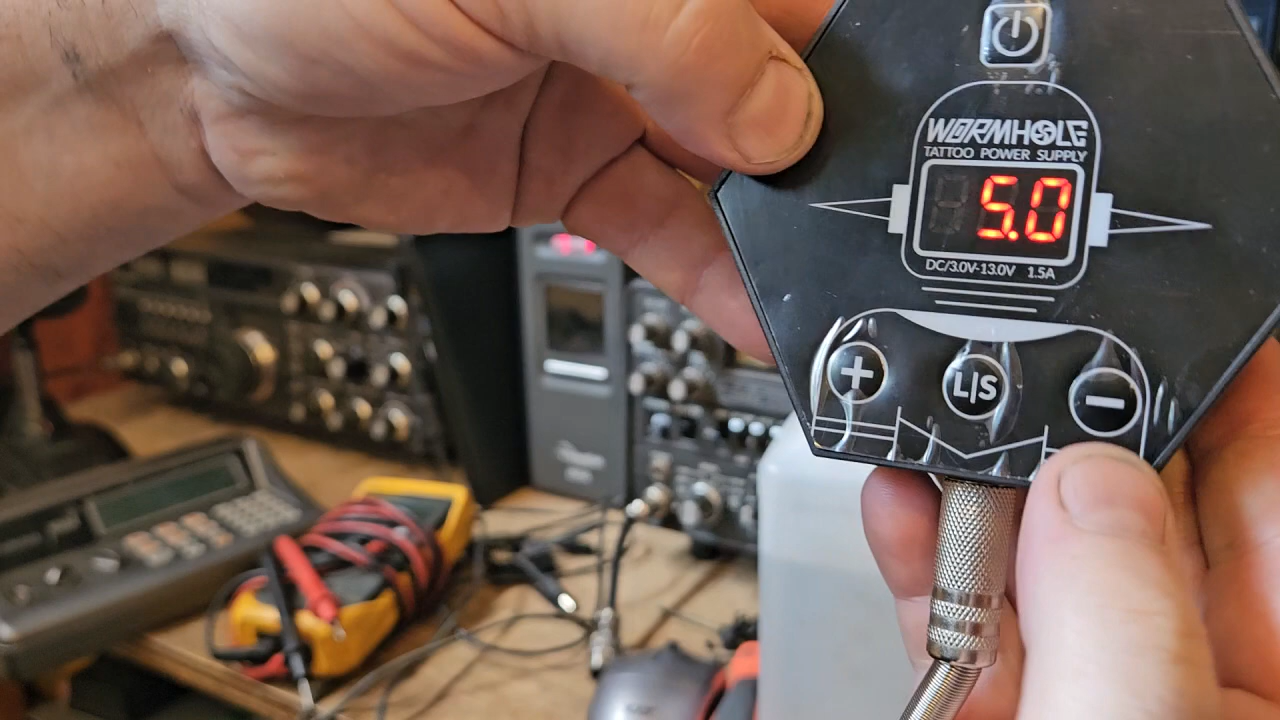 WORMHOLE
TATTOO POWER SUPPLY
5.0
DC/3.0V-13.0V 1.5A
+
L|S
−